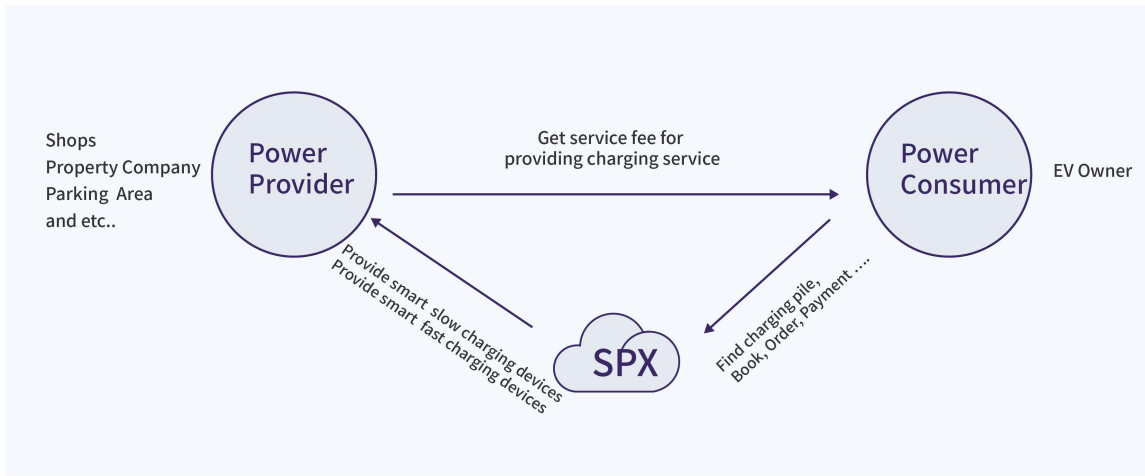 Shops
Property Company
Parking Area
and etc..
Power
Provider
Get service fee for
providing charging service
Power
Consumer
EV Owner
Provide smart slow charging devices
Provide smart fast charging devices
SPX
Find charging pile,
Book, Order, Payment ....